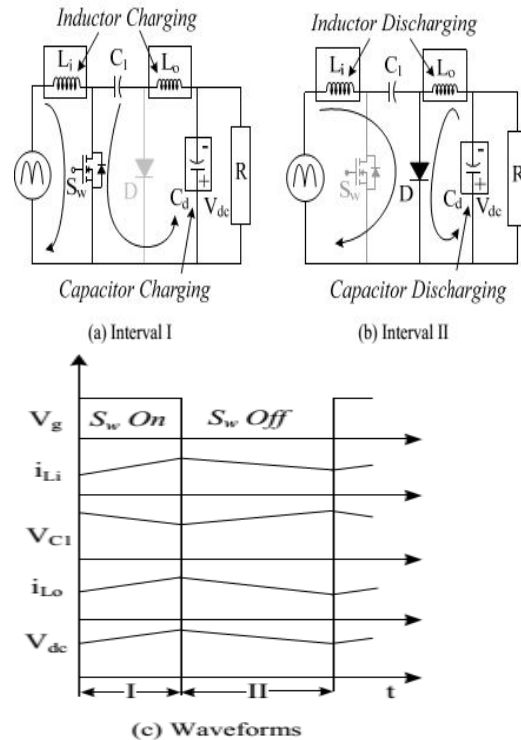 Inductor Charging
Li C1 Lo
Sw D Cd Vdc R
- +
Capacitor Charging
(a) Interval I
Inductor Discharging
Li C1 Lo
Sw D Cd Vdc R
- +
Capacitor Discharging
(b) Interval II
Vg Sw On Sw Off
iLi
VC1
iLo
Vdc
I II t
(c) Waveforms